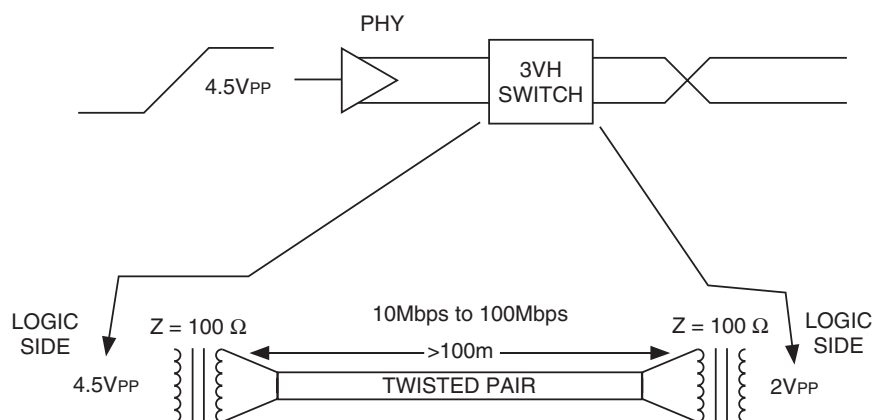 PHY
4.5VPP
3VH
SWITCH
10Mbps to 100Mbps
LOGIC
SIDE
Z = 100 Ω
Z = 100 Ω
LOGIC
SIDE
>100m
4.5VPP
TWISTED PAIR
2VPP